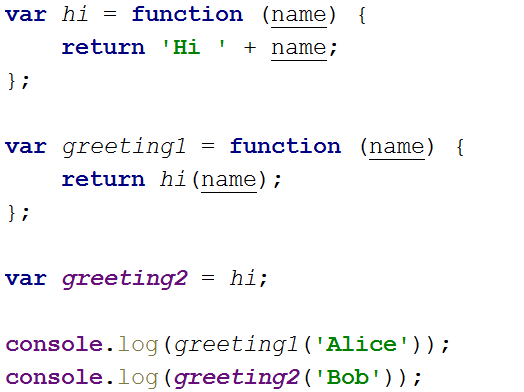 var hi = function (name) {
    return 'Hi ' + name;
};

var greeting1 = function (name) {
    return hi(name);
};

var greeting2 = hi;

console.log(greeting1('Alice'));
console.log(greeting2('Bob'));